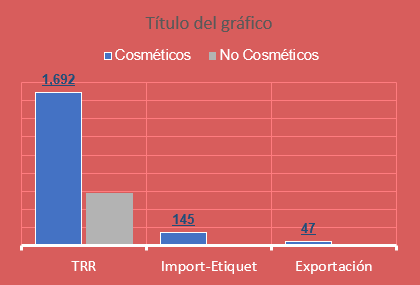 Título del gráfico
Cosméticos No Cosméticos
1,692
145
47
TRR Import-Etiquet Exportación